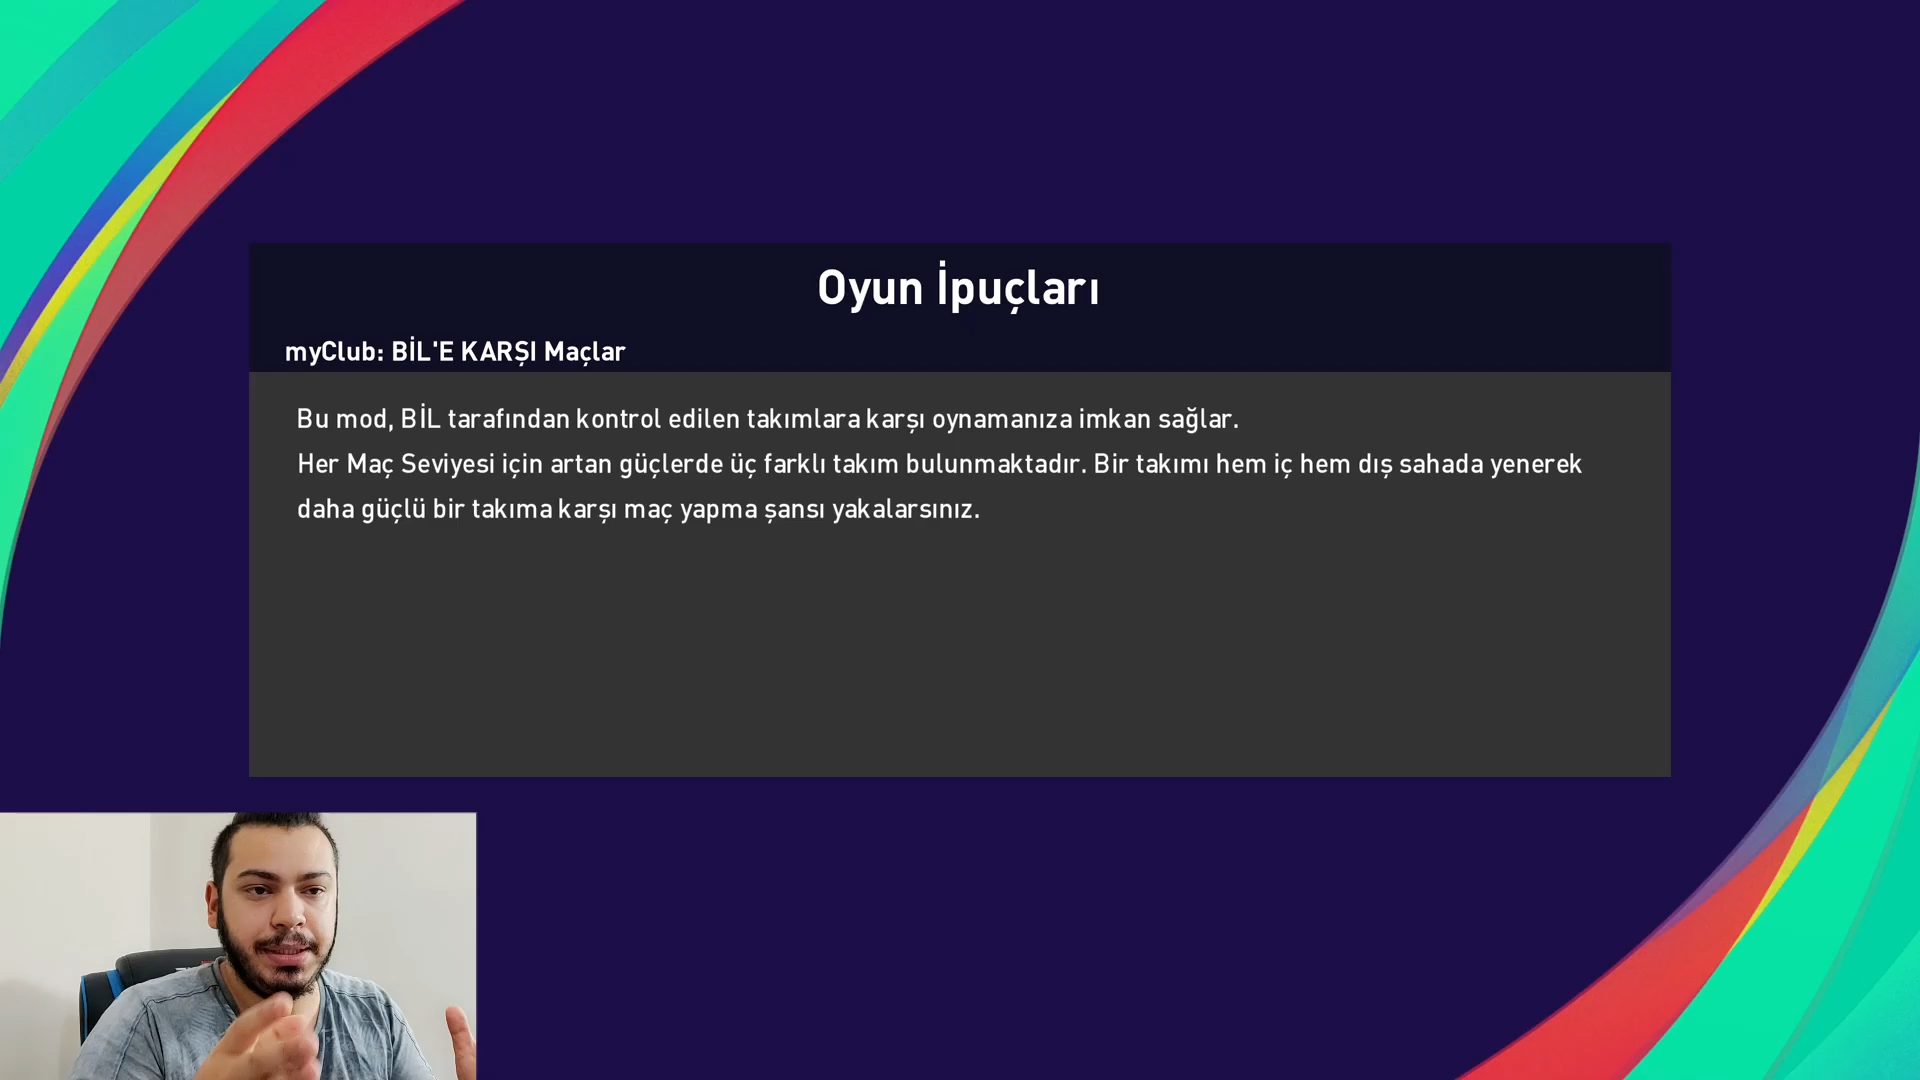 Oyun İpuçları
myClub: BİL'E KARŞI Maçlar
Bu mod, BİL tarafından kontrol edilen takımlara karşı oynamanıza imkan sağlar.
Her Maç Seviyesi için artan güçlerde üç farklı takım bulunmaktadır. Bir takımı hem iç hem dış sahada yenerek
daha güçlü bir takıma karşı maç yapma şansı yakalarsınız.